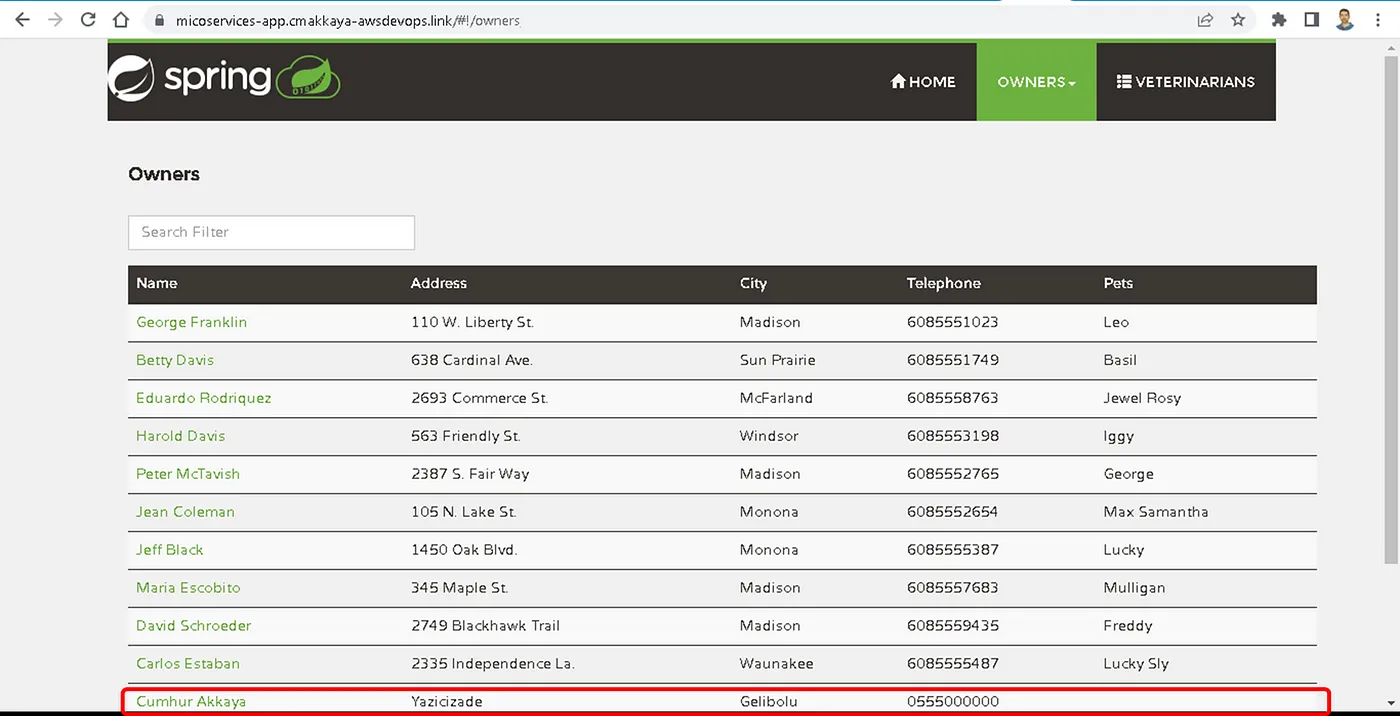 micoservices-app.cmakkaya-awsdevops.link/#!/owners
spring HOME OWNERS VETERINARIANS
Owners
Search Filter
Name Address City Telephone Pets
George Franklin 110 W. Liberty St. Madison 6085551023 Leo
Betty Davis 638 Cardinal Ave. Sun Prairie 6085551749 Basil
Eduardo Rodriquez 2693 Commerce St. McFarland 6085558763 Jewel Rosy
Harold Davis 563 Friendly St. Windsor 6085553198 Iggy
Peter McTavish 2387 S. Fair Way Madison 6085552765 George
Jean Coleman 105 N. Lake St. Monona 6085552654 Max Samantha
Jeff Black 1450 Oak Blvd. Monona 6085555387 Lucky
Maria Escobito 345 Maple St. Madison 6085557683 Mulligan
David Schroeder 2749 Blackhawk Trail Madison 6085559435 Freddy
Carlos Estaban 2335 Independence La. Waunakee 6085555487 Lucky Sly
Cumhur Akkaya Yazicizade Gelibolu 0555000000